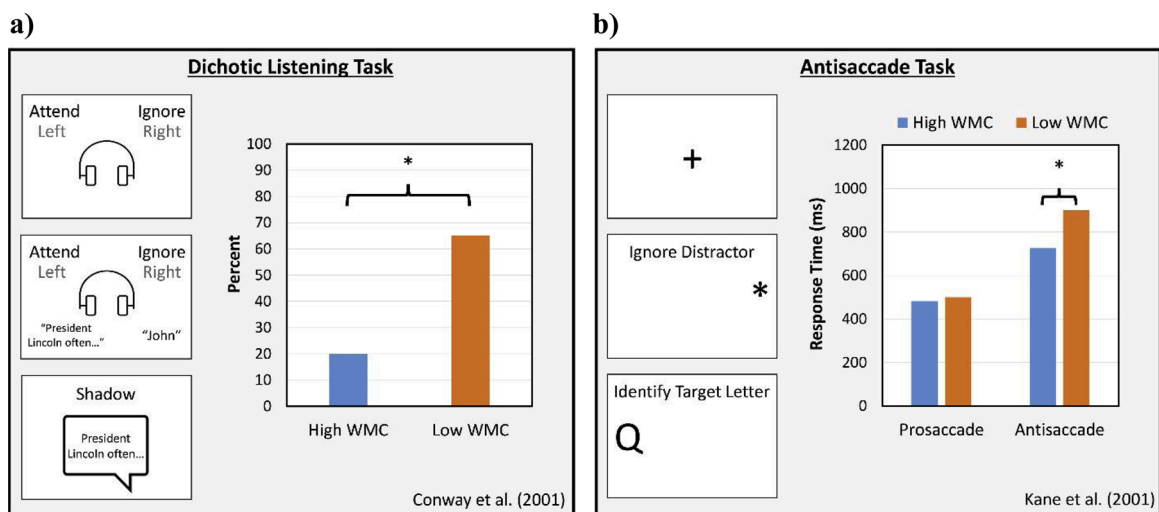 a)
Dichotic Listening Task
Attend Ignore
Left Right
Attend Ignore
Left Right
"President
Lincoln often..."
"John"
Shadow
President
Lincoln often...
Percent
100
90
80
70
60
50
40
30
20
10
0
*
High WMC Low WMC
Conway et al. (2001)
b)
Antisaccade Task
+
Ignore Distractor
*
Identify Target Letter
Q
High WMC Low WMC
Response Time (ms)
1200
1000
800
600
400
200
0
*
Prosaccade Antisaccade
Kane et al. (2001)